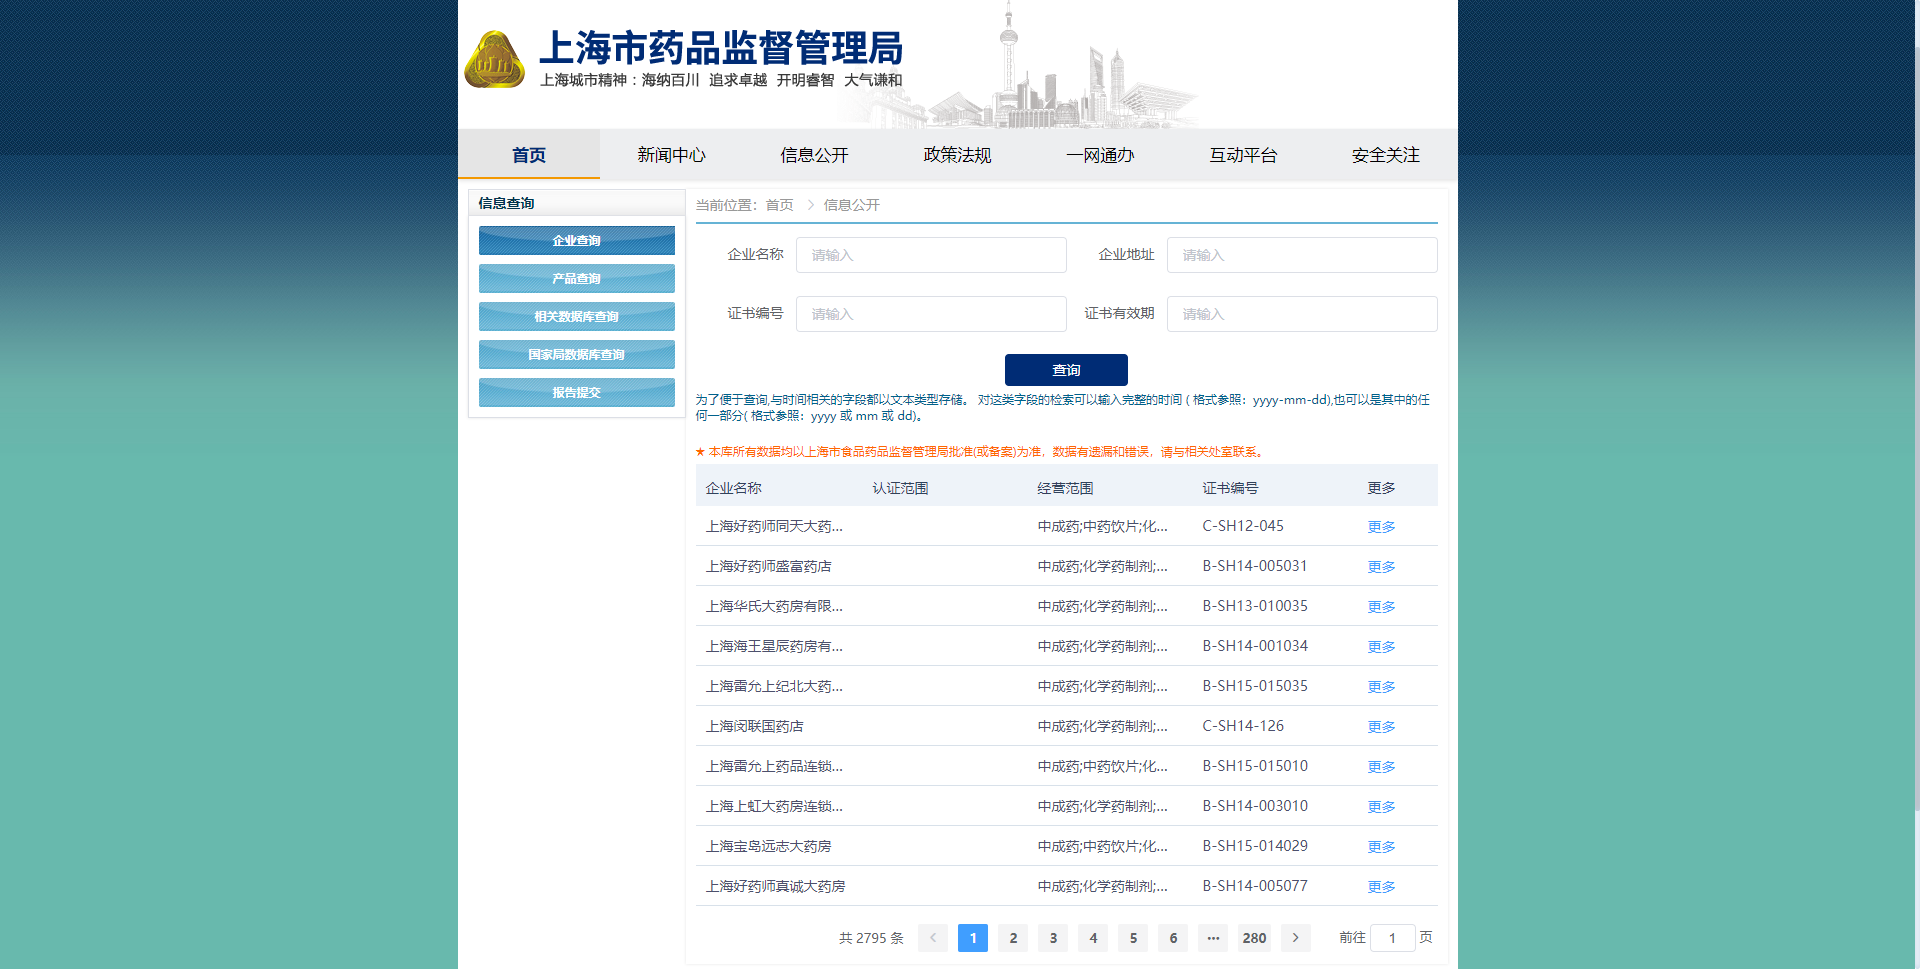 上海市药品监督管理局
上海城市精神：海纳百川 追求卓越 开明睿智 大气谦和
首页 新闻中心 信息公开 政策法规 一网通办 互动平台 安全关注
信息查询
企业查询
产品查询
相关数据库查询
国家局数据库查询
报告提交
当前位置： 首页 > 信息公开
企业名称 请输入 企业地址 请输入
证书编号 请输入 证书有效期 请输入
查询
为了便于查询,与时间相关的字段都以文本类型存储。 对这类字段的检索可以输入完整的时间 ( 格式参照：yyyy-mm-dd),也可以是其中的任
何一部分( 格式参照：yyyy 或 mm 或 dd)。
★ 本库所有数据均以上海市食品药品监督管理局批准(或备案)为准，数据有遗漏和错误，请与相关处室联系。
企业名称 认证范围 经营范围 证书编号 更多
上海好药师同天大药... 中成药;中药饮片;化... C-SH12-045 更多
上海好药师盛富药店 中成药;化学药制剂;... B-SH14-005031 更多
上海华氏大药房有限... 中成药;化学药制剂;... B-SH13-010035 更多
上海海王星辰药房有... 中成药;化学药制剂;... B-SH14-001034 更多
上海雷允上纪北大药... 中成药;化学药制剂;... B-SH15-015035 更多
上海闵联国药店 中成药;化学药制剂;... C-SH14-126 更多
上海雷允上药品连锁... 中成药;中药饮片;化... B-SH15-015010 更多
上海上虹大药房连锁... 中成药;化学药制剂;... B-SH14-003010 更多
上海宝岛远志大药房 中成药;中药饮片;化... B-SH15-014029 更多
上海好药师真诚大药房 中成药;化学药制剂;... B-SH14-005077 更多
共 2795 条 < 1 2 3 4 5 6 ··· 280 > 前往 1 页